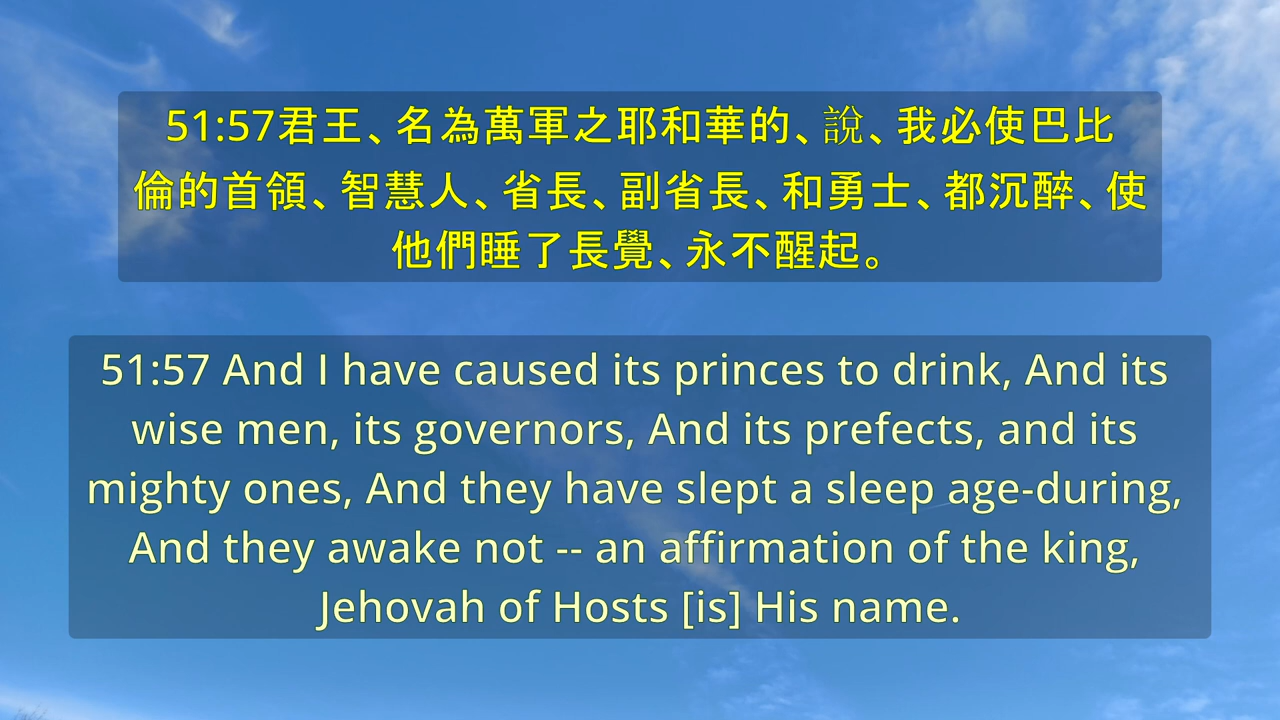 51:57君王、名為萬軍之耶和華的、說、我必使巴比
倫的首領、智慧人、省長、副省長、和勇士、都沉醉、使
他們睡了長覺、永不醒起。
51:57 And I have caused its princes to drink, And its
wise men, its governors, And its prefects, and its
mighty ones, And they have slept a sleep age-during,
And they awake not -- an affirmation of the king,
Jehovah of Hosts [is] His name.